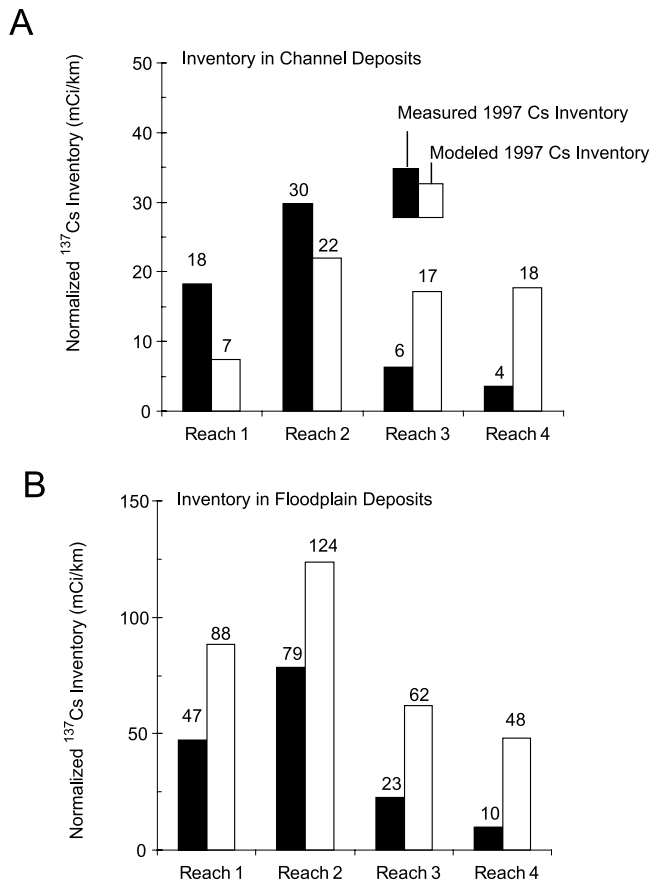 A
Inventory in Channel Deposits
Normalized ¹³⁷Cs Inventory (mCi/km)
50
40
30
20
10
0
Measured 1997 Cs Inventory
Modeled 1997 Cs Inventory
18
7
30
22
6
17
4
18
Reach 1
Reach 2
Reach 3
Reach 4
B
Inventory in Floodplain Deposits
Normalized ¹³⁷Cs Inventory (mCi/km)
150
100
50
0
47
88
79
124
23
62
10
48
Reach 1
Reach 2
Reach 3
Reach 4